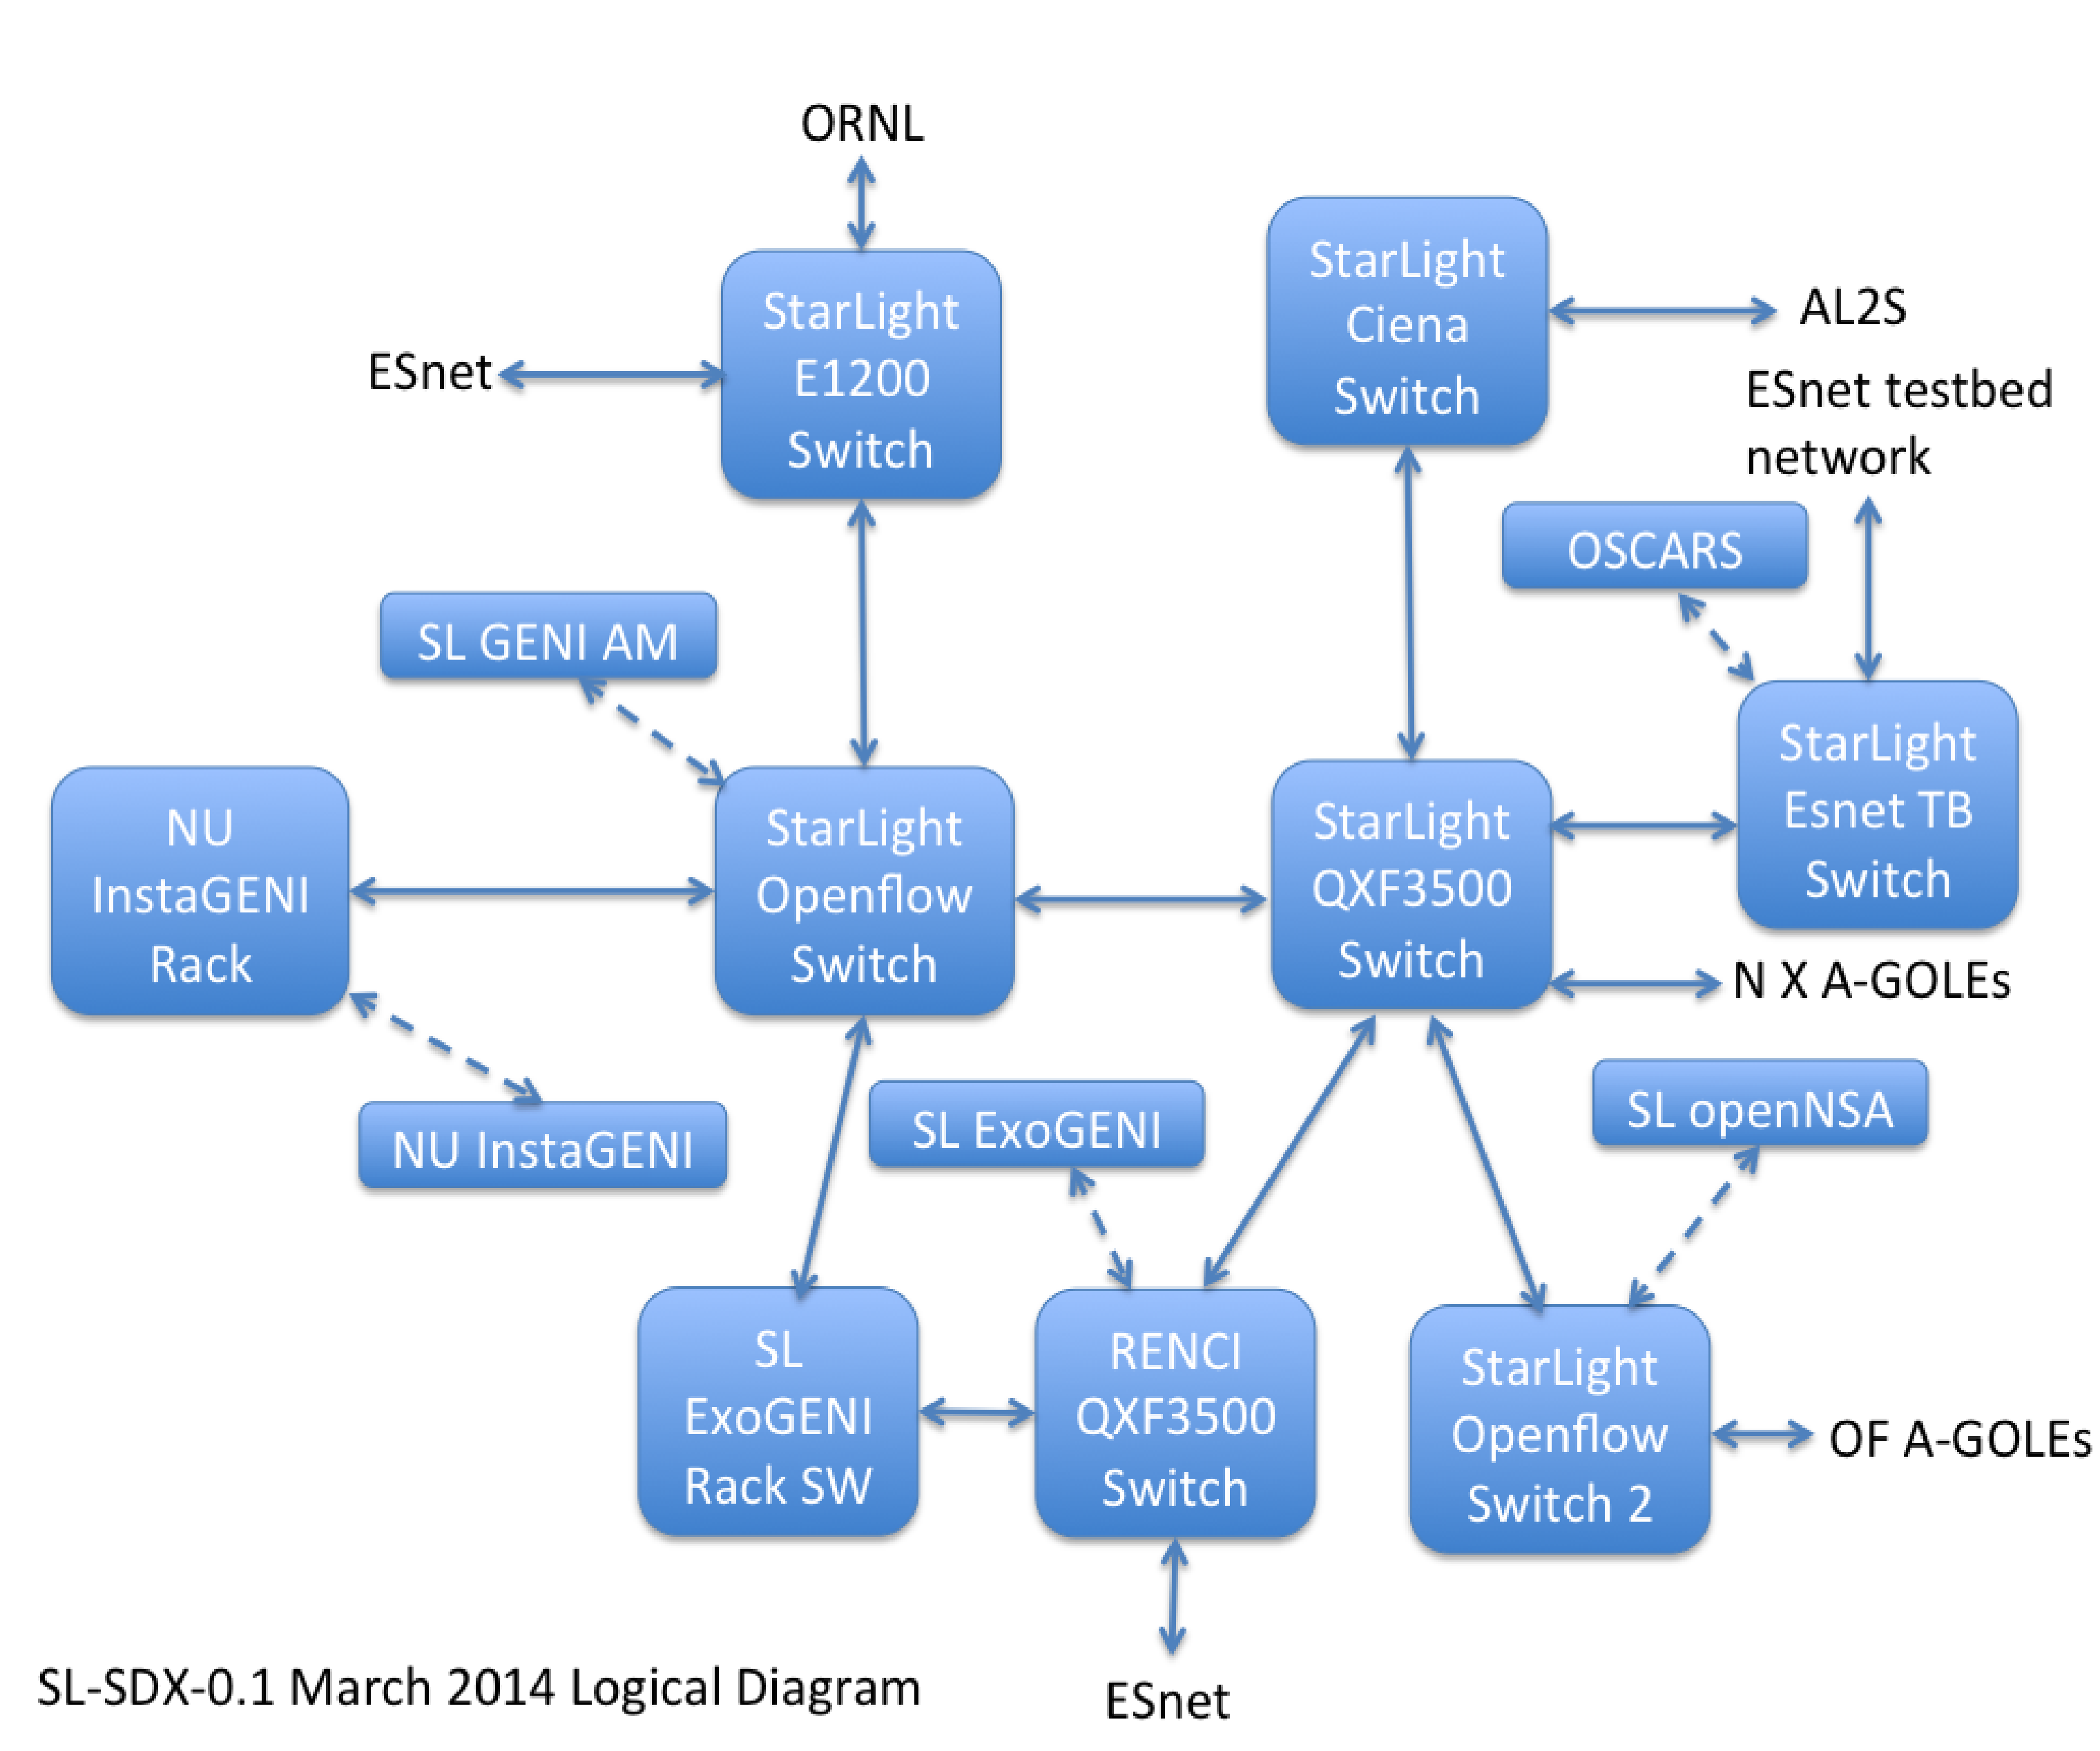 ORNL
StarLight
E1200
Switch
ESnet
StarLight
Ciena
Switch
AL2S
ESnet testbed
network
OSCARS
SL GENI AM
NU
InstaGENI
Rack
StarLight
Openflow
Switch
StarLight
QXF3500
Switch
StarLight
Esnet TB
Switch
N X A-GOLEs
NU InstaGENI
SL ExoGENI
SL openNSA
SL
ExoGENI
Rack SW
RENCI
QXF3500
Switch
StarLight
Openflow
Switch 2
OF A-GOLEs
ESnet
SL-SDX-0.1 March 2014 Logical Diagram